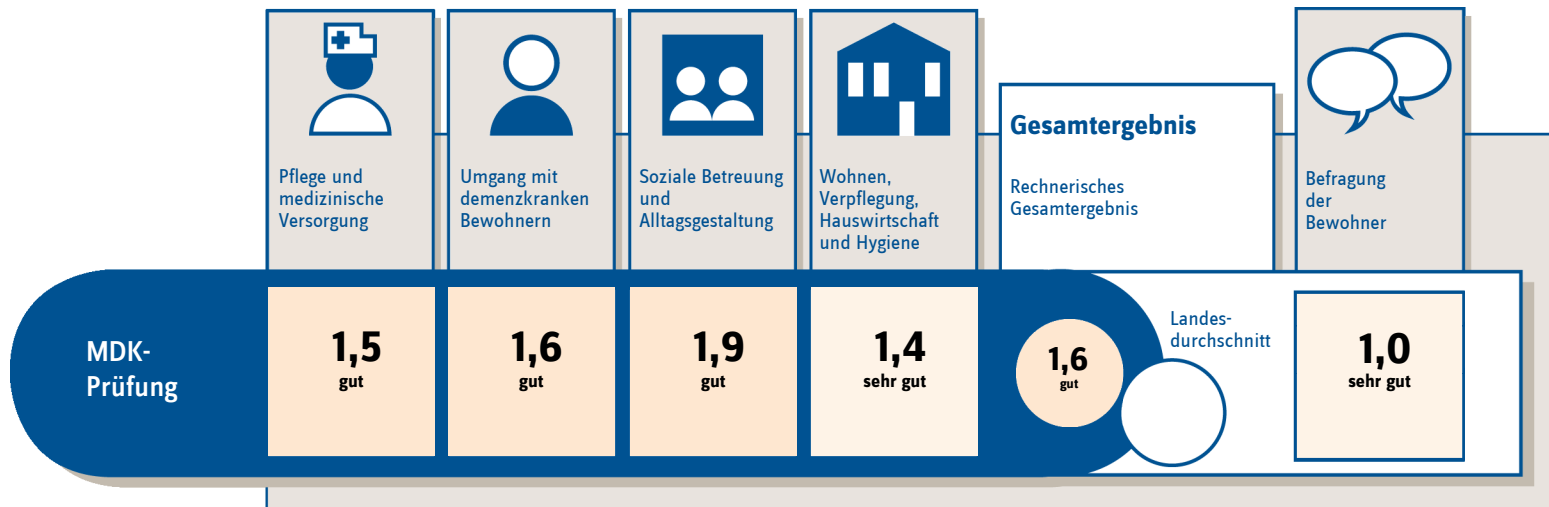 Pflege und
medizinische
Versorgung
Umgang mit
demenzkranken
Bewohnern
Soziale Betreuung
und
Alltagsgestaltung
Wohnen,
Verpflegung,
Hauswirtschaft
und Hygiene
Gesamtergebnis
Rechnerisches
Gesamtergebnis
Befragung
der
Bewohner
MDK-
Prüfung
1,5
gut
1,6
gut
1,9
gut
1,4
sehr gut
1,6
gut
Landes-
durchschnitt
1,0
sehr gut